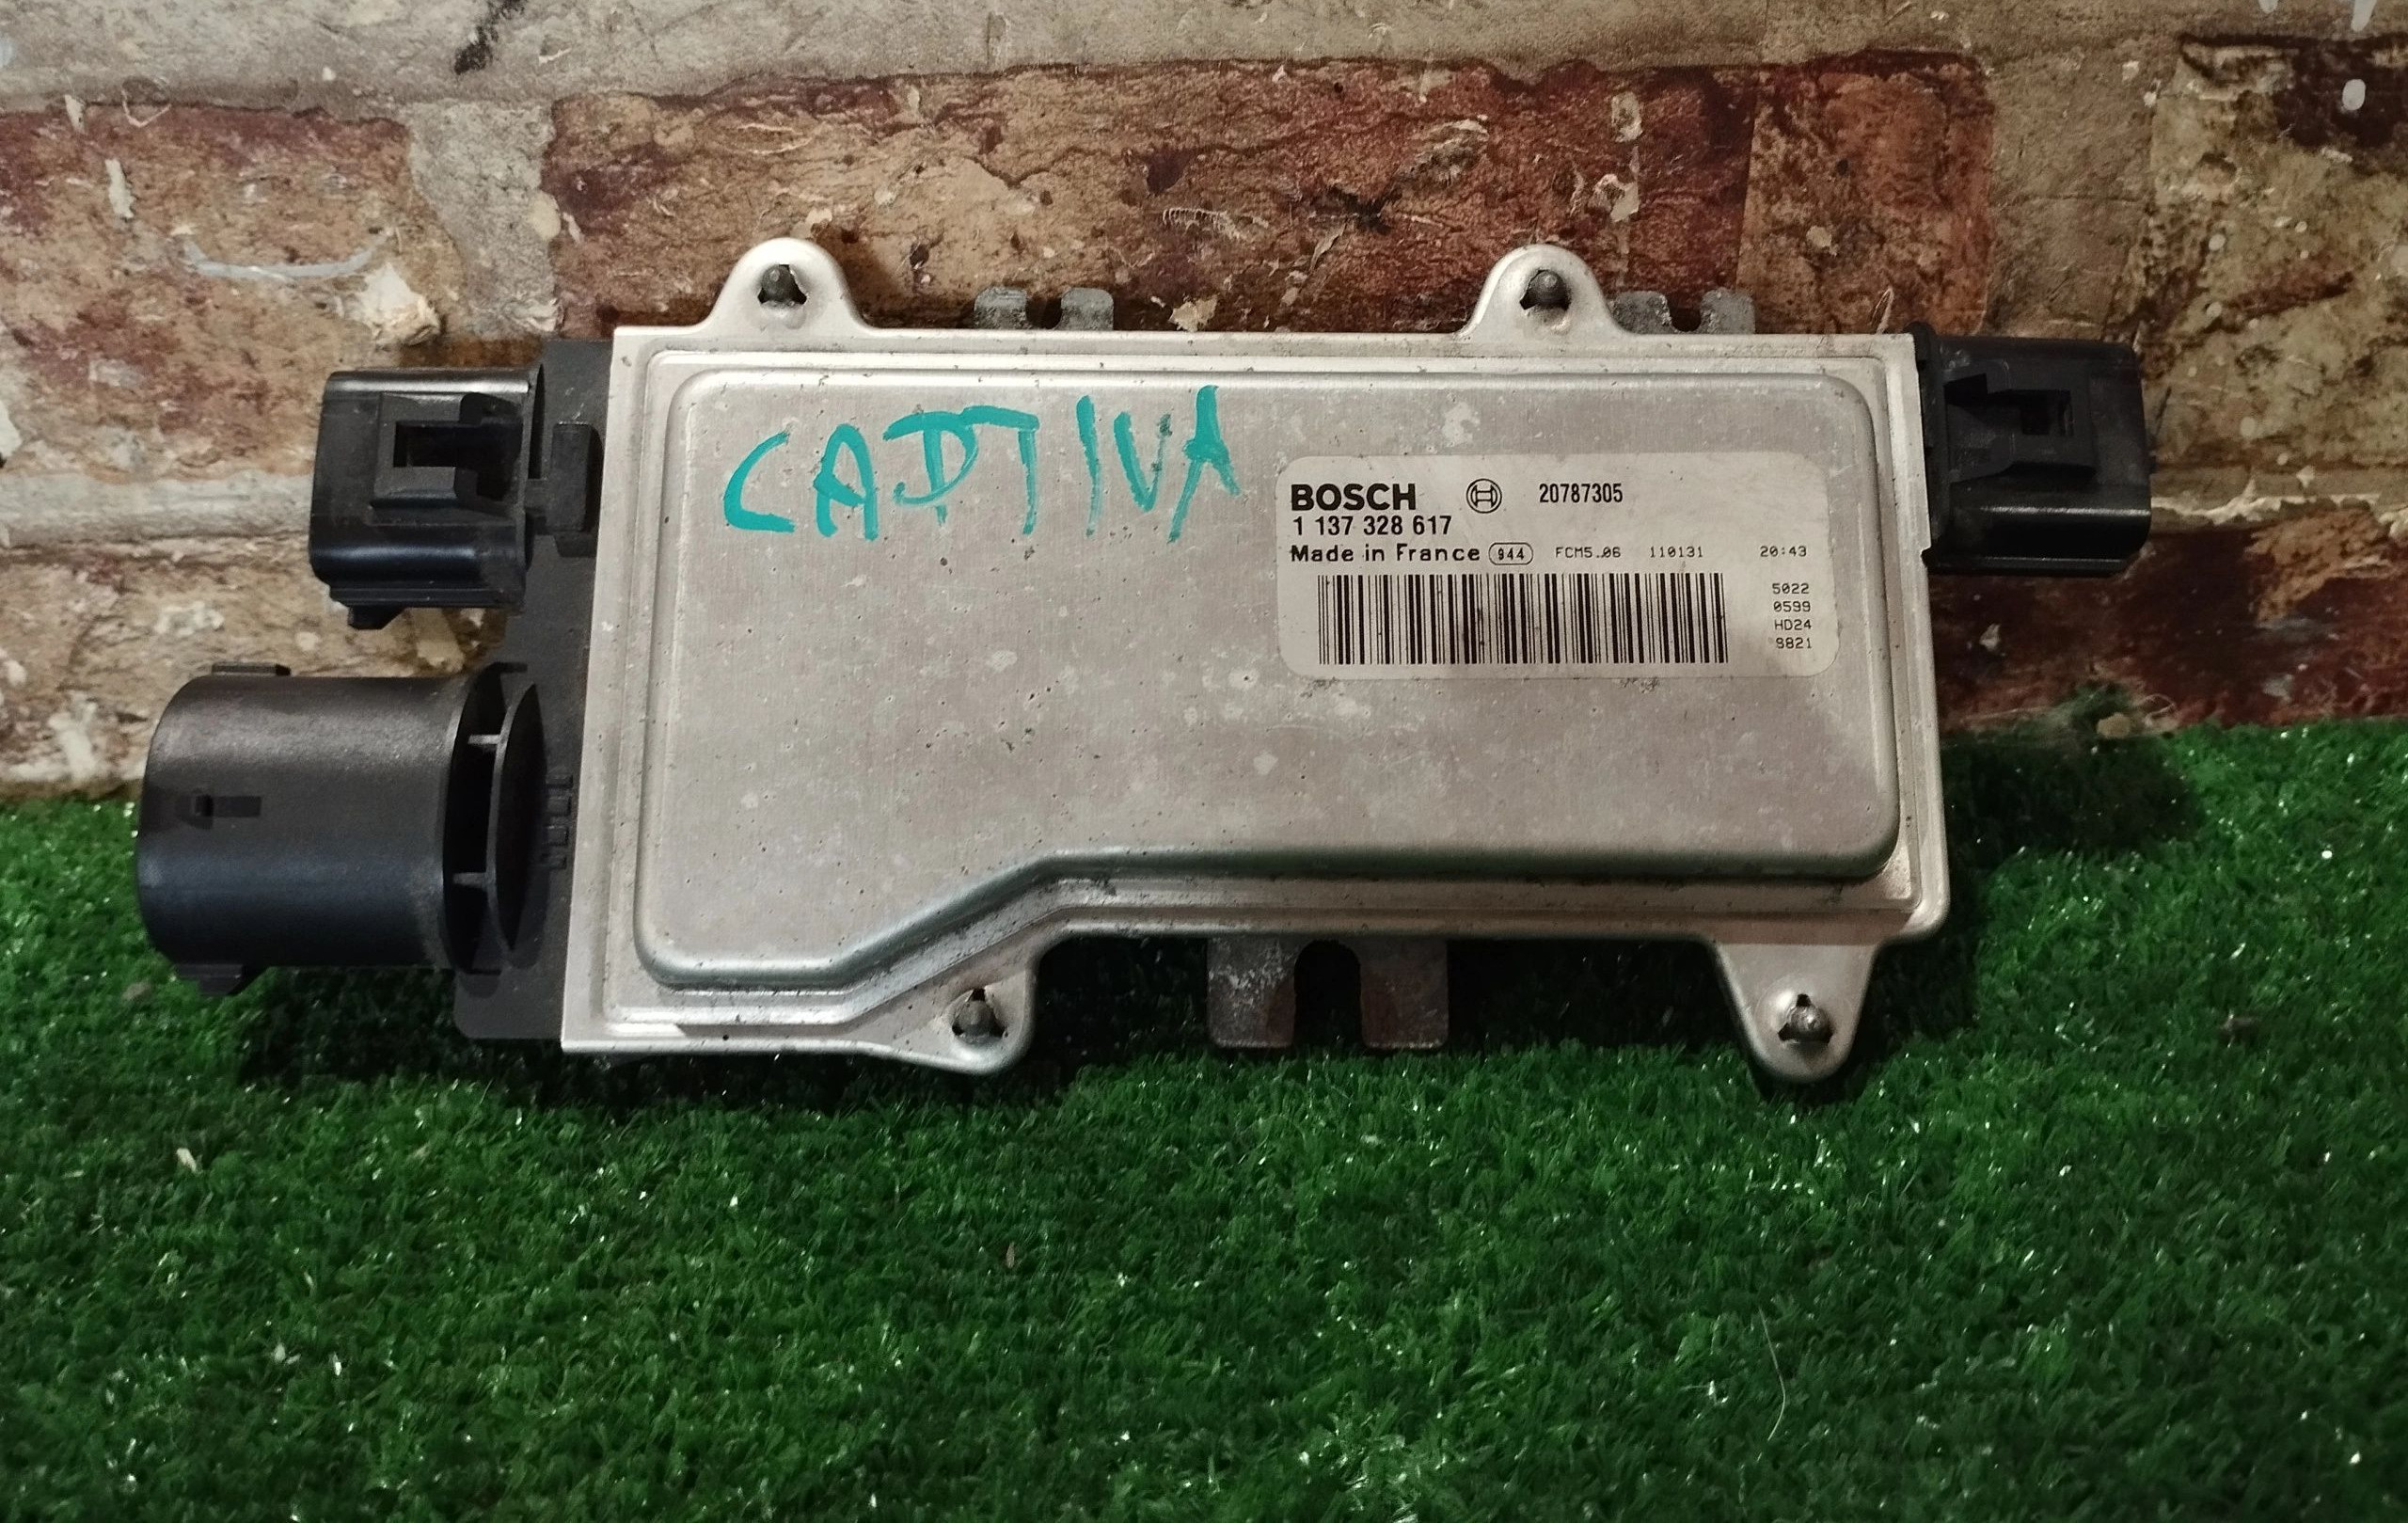 CAPTIVA
BOSCH 20787305
1 137 328 617
Made in France 944 FCM5.06 110131 20:43
5022
0599
HD24
S821